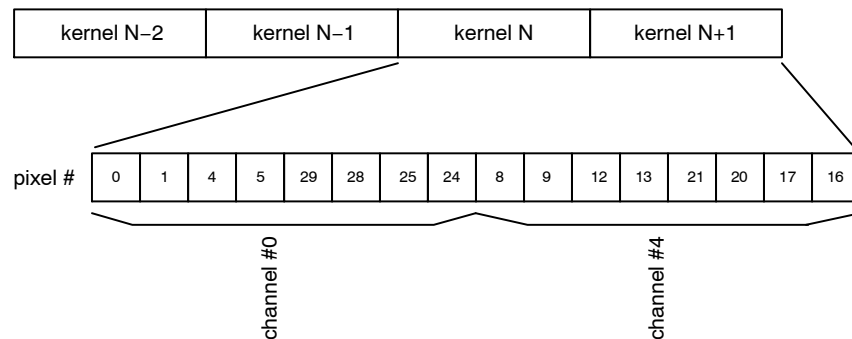 kernel N−2 kernel N−1 kernel N kernel N+1
pixel # 0 1 4 5 29 28 25 24 8 9 12 13 21 20 17 16
channel #0
channel #4